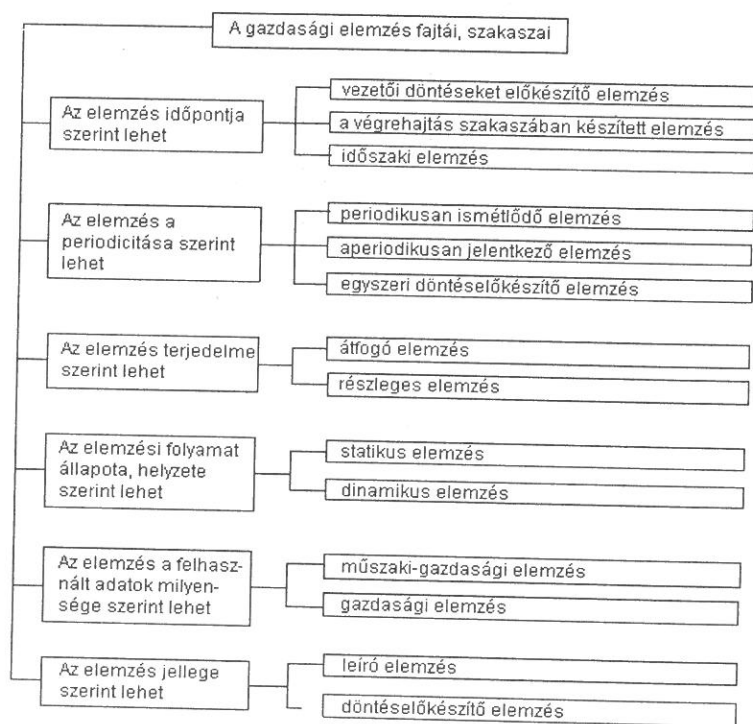 A gazdasági elemzés fajtái, szakaszai
Az elemzés időpontja
szerint lehet
vezetői döntéseket előkészítő elemzés
a végrehajtás szakaszában készített elemzés
időszaki elemzés
Az elemzés a
periodicitása szerint
lehet
periodikusan ismétlődő elemzés
aperiodikusan jelentkező elemzés
egyszeri döntéselőkészítő elemzés
Az elemzés terjedelme
szerint lehet
átfogó elemzés
részleges elemzés
Az elemzési folyamat
állapota, helyzete
szerint lehet
statikus elemzés
dinamikus elemzés
Az elemzés a felhasz-
nált adatok milyen-
sége szerint lehet
műszaki-gazdasági elemzés
gazdasági elemzés
Az elemzés jellege
szerint lehet
leíró elemzés
döntéselőkészítő elemzés